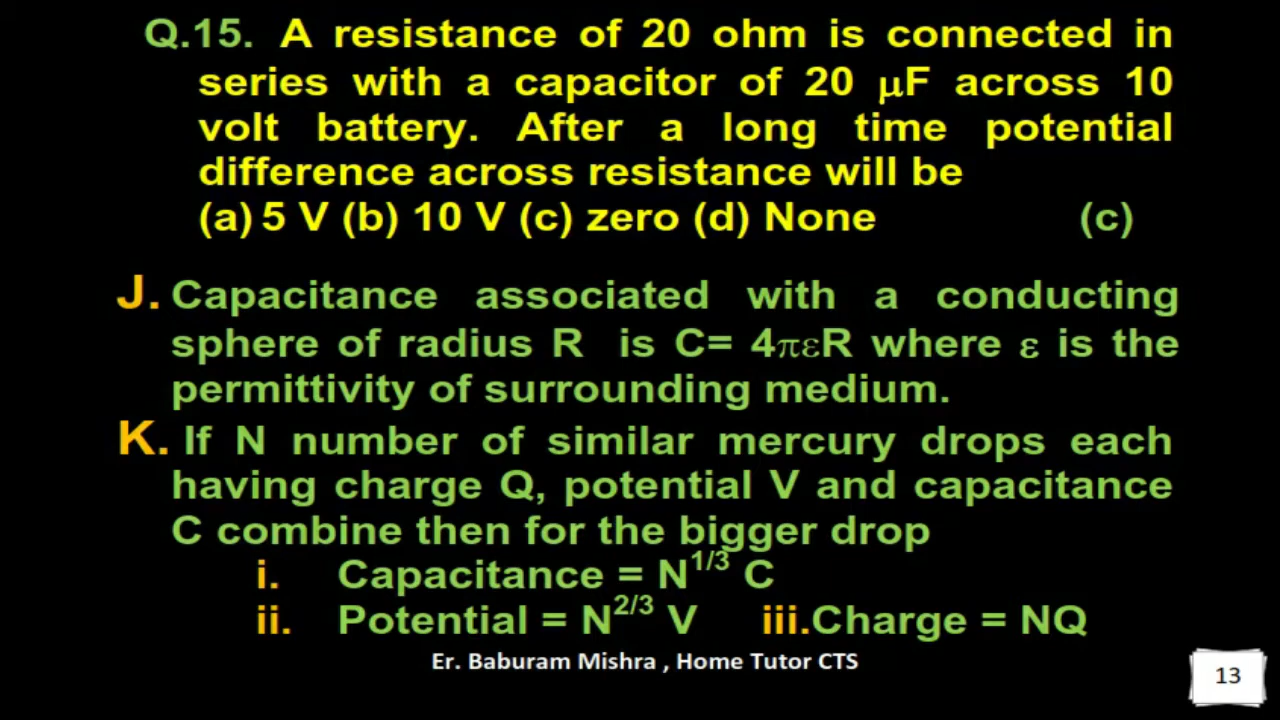 Q.15. A resistance of 20 ohm is connected in
series with a capacitor of 20 μF across 10
volt battery. After a long time potential
difference across resistance will be
(a) 5 V (b) 10 V (c) zero (d) None (c)
J. Capacitance associated with a conducting
sphere of radius R is C= 4πεR where ε is the
permittivity of surrounding medium.
K. If N number of similar mercury drops each
having charge Q, potential V and capacitance
C combine then for the bigger drop
i. Capacitance = N^1/3 C
ii. Potential = N^2/3 V iii.Charge = NQ
Er. Baburam Mishra , Home Tutor CTS
13